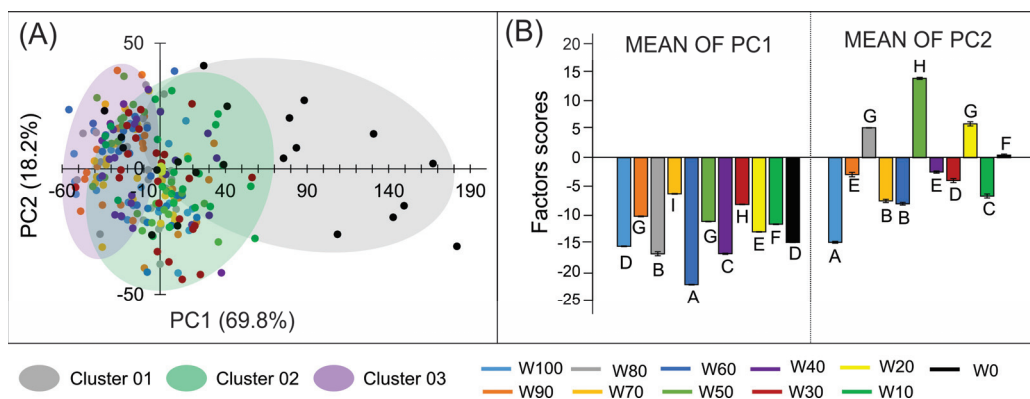 (A)
50
PC2 (18.2%)
-60
-10
40
90
140
190
-50
PC1 (69.8%)
(B)
MEAN OF PC1
MEAN OF PC2
Factors scores
20
15
10
5
0
-5
-10
-15
-20
-25
D
G
B
I
A
G
C
H
E
F
D
A
E
G
B
B
H
E
D
G
C
F
Cluster 01
Cluster 02
Cluster 03
W100 W80 W60 W40 W20 W0
W90 W70 W50 W30 W10